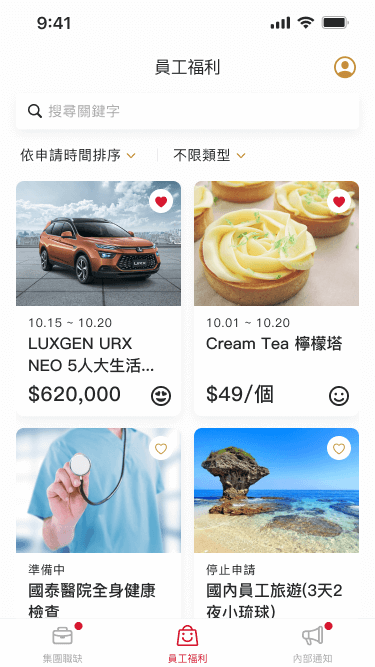 9:41
員工福利
搜尋關鍵字
依申請時間排序 不限類型
10.15 ~ 10.20
LUXGEN URX
NEO 5人大生活...
$620,000
10.01 ~ 10.20
Cream Tea 檸檬塔
$49/個
準備中
國泰醫院全身健康
檢查
停止申請
國內員工旅遊(3天2
夜小琉球)
集團職缺 員工福利 內部通知